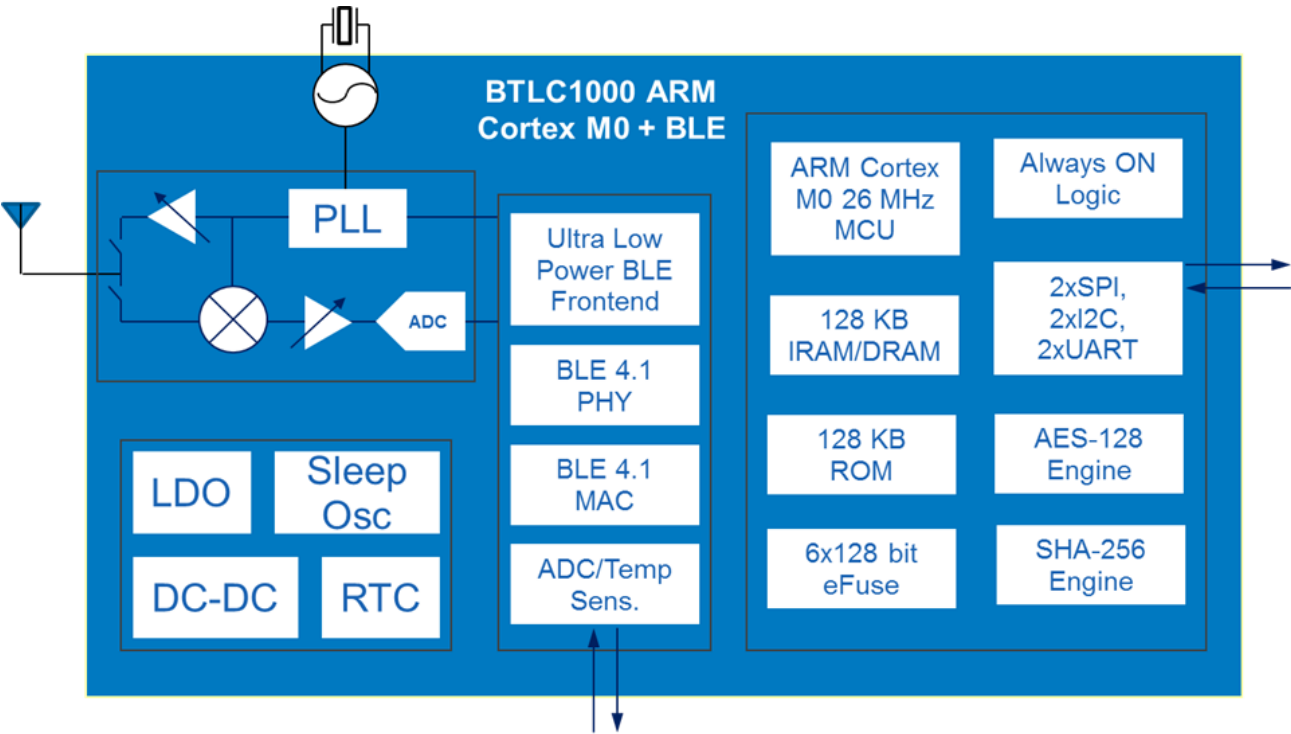 BTLC1000 ARM
Cortex M0 + BLE
PLL
ADC
LDO
Sleep
Osc
DC-DC
RTC
Ultra Low
Power BLE
Frontend
BLE 4.1
PHY
BLE 4.1
MAC
ADC/Temp
Sens.
ARM Cortex
M0 26 MHz
MCU
128 KB
IRAM/DRAM
128 KB
ROM
6x128 bit
eFuse
Always ON
Logic
2xSPI,
2xI2C,
2xUART
AES-128
Engine
SHA-256
Engine